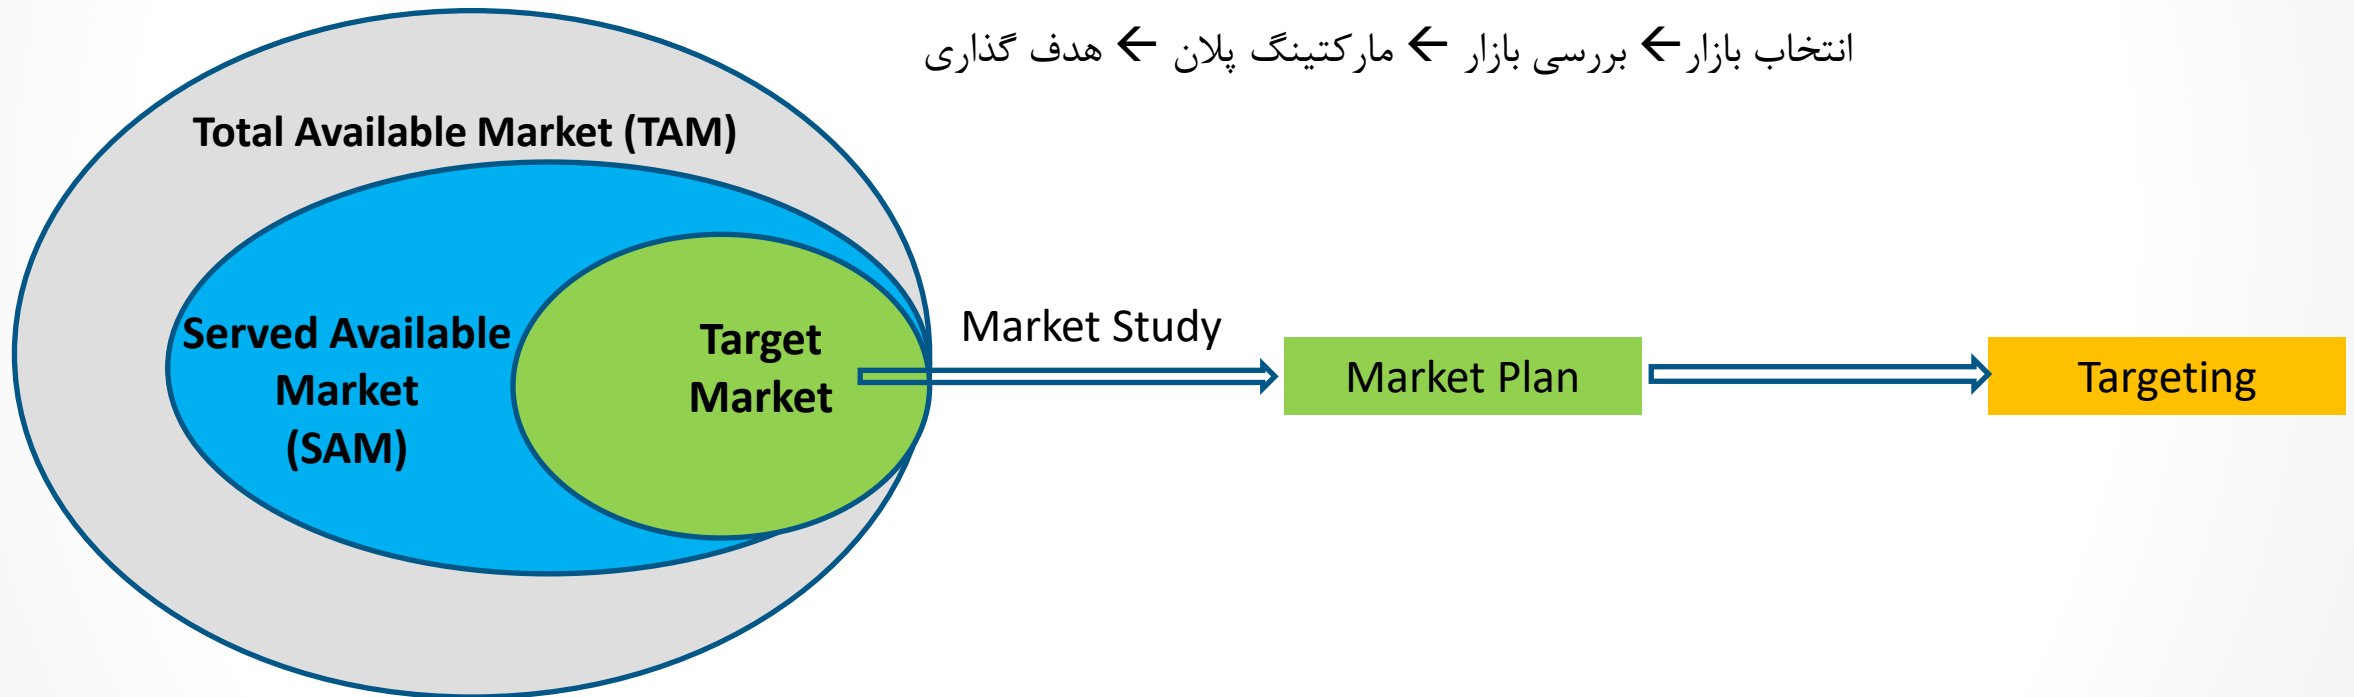 انتخاب بازار ← بررسی بازار ← مارکتینگ پلان ← هدف گذاری
Total Available Market (TAM)
Served Available
Market
(SAM)
Target
Market
Market Study
Market Plan
Targeting